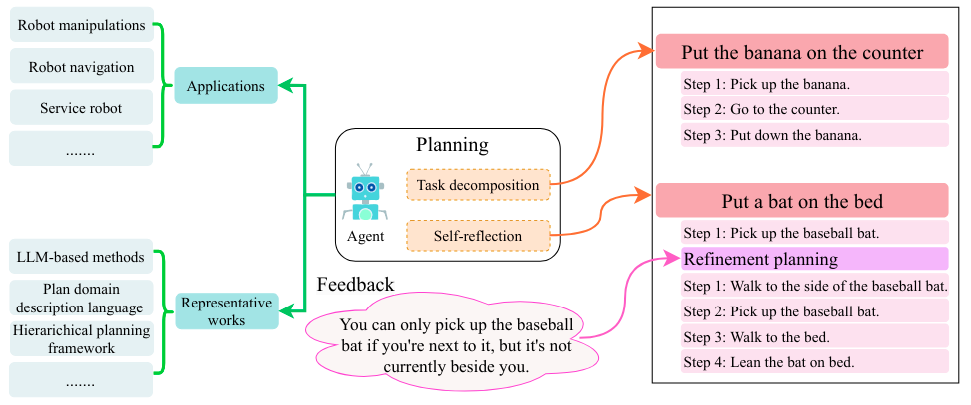 Robot manipulations
Robot navigation
Service robot
.......
Applications
LLM-based methods
Plan domain
description language
Hierarichical planning
framework
.......
Representative
works
Planning
Agent
Task decomposition
Self-reflection
Feedback
You can only pick up the baseball
bat if you're next to it, but it's not
currently beside you.
Put the banana on the counter
Step 1: Pick up the banana.
Step 2: Go to the counter.
Step 3: Put down the banana.
Put a bat on the bed
Step 1: Pick up the baseball bat.
Refinement planning
Step 1: Walk to the side of the baseball bat.
Step 2: Pick up the baseball bat.
Step 3: Walk to the bed.
Step 4: Lean the bat on bed.